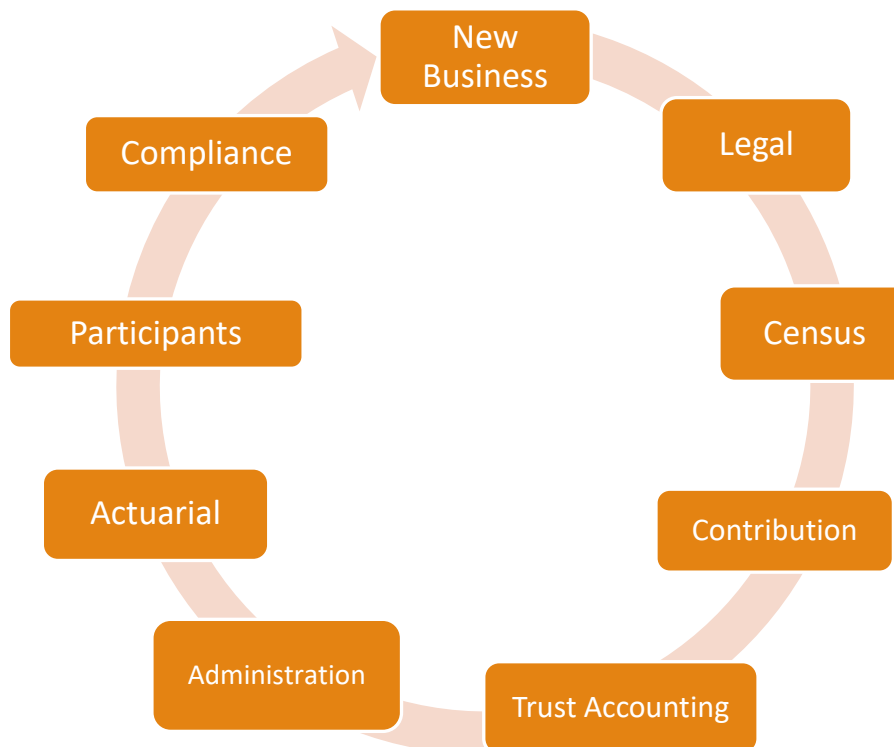 New
Business
Legal
Census
Contribution
Trust Accounting
Administration
Actuarial
Participants
Compliance